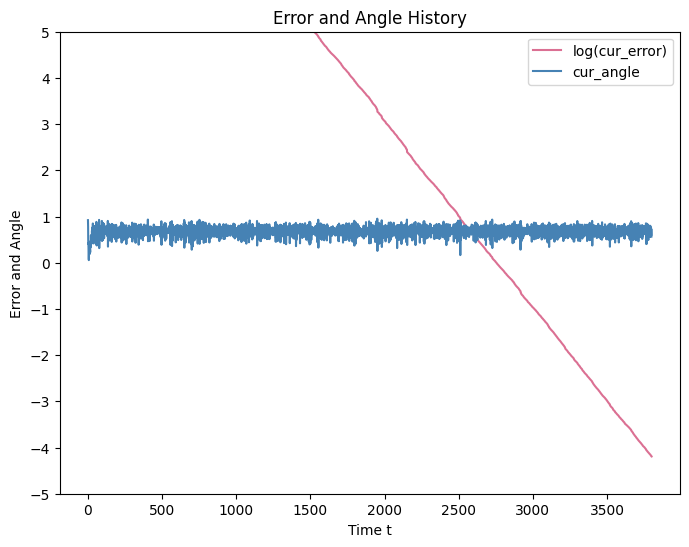 Error and Angle History
log(cur_error)
cur_angle
Error and Angle
5
4
3
2
1
0
−1
−2
−3
−4
−5
0 500 1000 1500 2000 2500 3000 3500
Time t